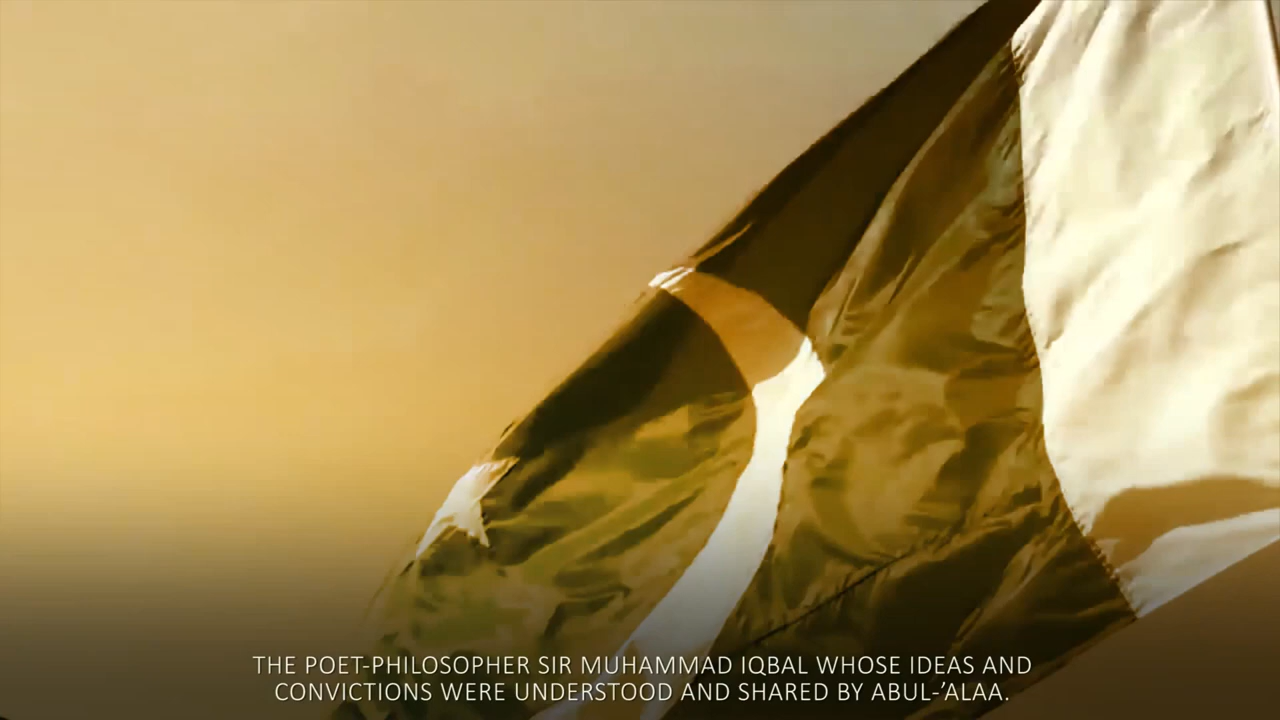 THE POET-PHILOSOPHER SIR MUHAMMAD IQBAL WHOSE IDEAS AND
CONVICTIONS WERE UNDERSTOOD AND SHARED BY ABUL-’ALAA.